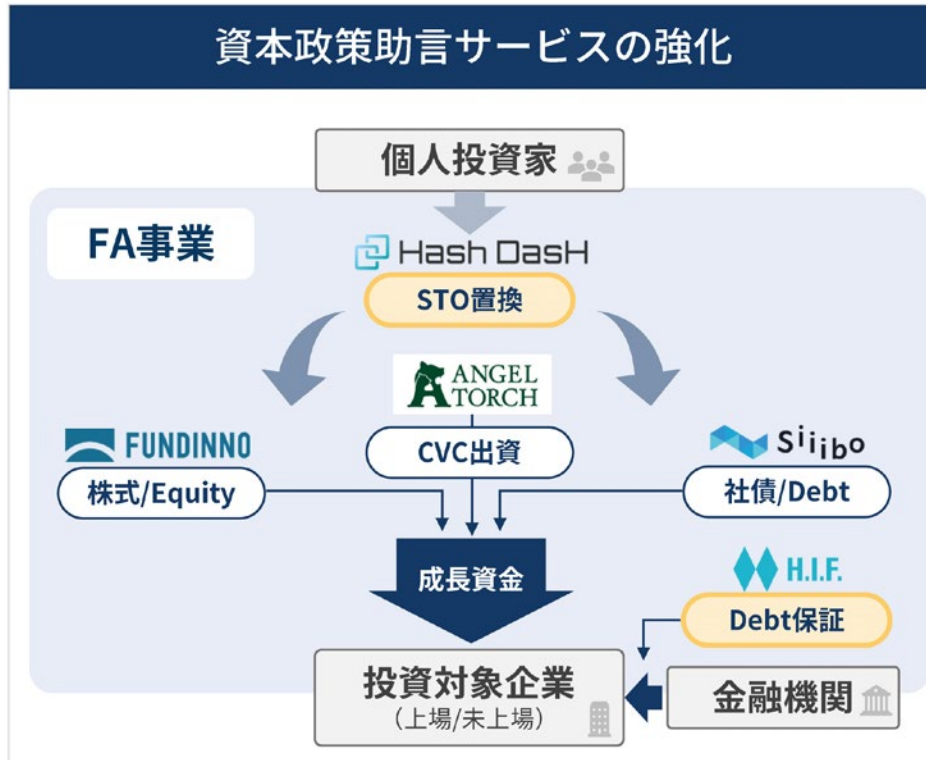 資本政策助言サービスの強化
個人投資家
FA事業
Hash DasH
STO置換
ANGEL
TORCH
FUNDINNO
CVC出資
Siiibo
株式/Equity
社債/Debt
成長資金
H.I.F.
Debt保証
投資対象企業
（上場/未上場）
金融機関